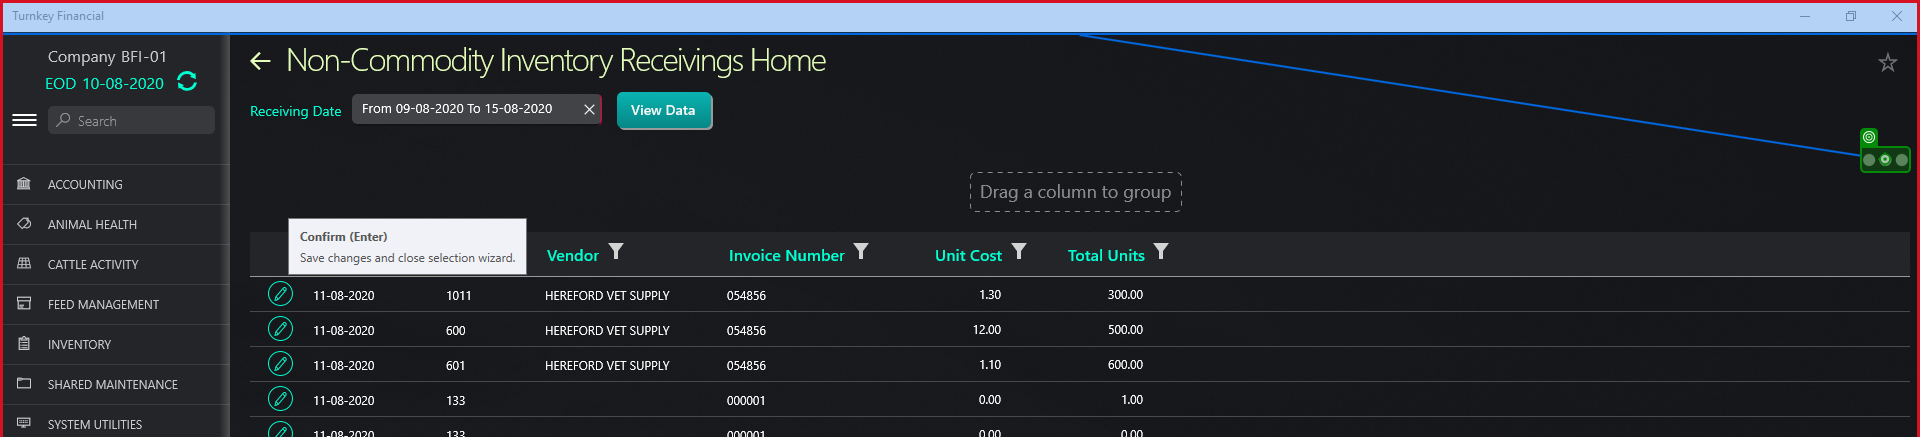 Turnkey Financial
Company BFI-01
EOD 10-08-2020
Search
ACCOUNTING
ANIMAL HEALTH
CATTLE ACTIVITY
FEED MANAGEMENT
INVENTORY
SHARED MAINTENANCE
SYSTEM UTILITIES
Non-Commodity Inventory Receivings Home
Receiving Date From 09-08-2020 To 15-08-2020 View Data
Drag a column to group
Confirm (Enter)
Save changes and close selection wizard.
Vendor Invoice Number Unit Cost Total Units
11-08-2020 1011 HEREFORD VET SUPPLY 054856 1.30 300.00
11-08-2020 600 HEREFORD VET SUPPLY 054856 12.00 500.00
11-08-2020 601 HEREFORD VET SUPPLY 054856 1.10 600.00
11-08-2020 133 000001 0.00 1.00
11-08-2020 133 000001 0.00 0.00